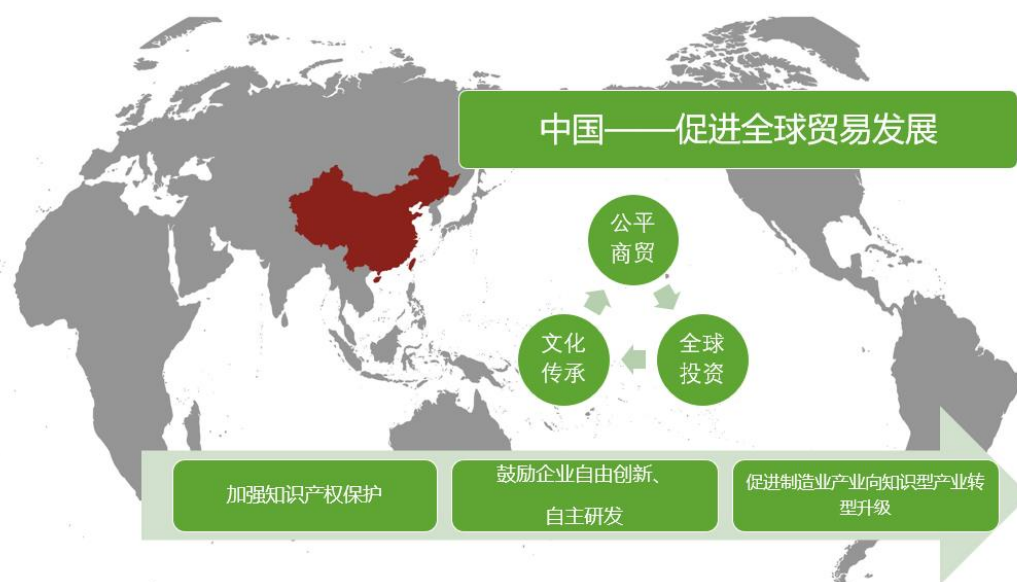 中国——促进全球贸易发展
公平
商贸
文化
传承
全球
投资
加强知识产权保护
鼓励企业自由创新、
自主研发
促进制造业产业向知识型产业转
型升级